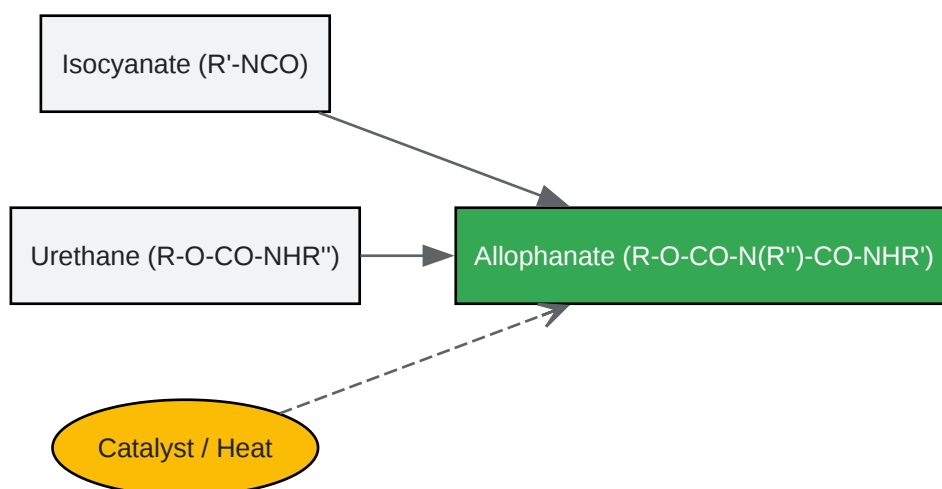 Isocyanate (R'-NCO)
Urethane (R-O-CO-NHR'')
Allophanate (R-O-CO-N(R'')-CO-NHR')
Catalyst / Heat